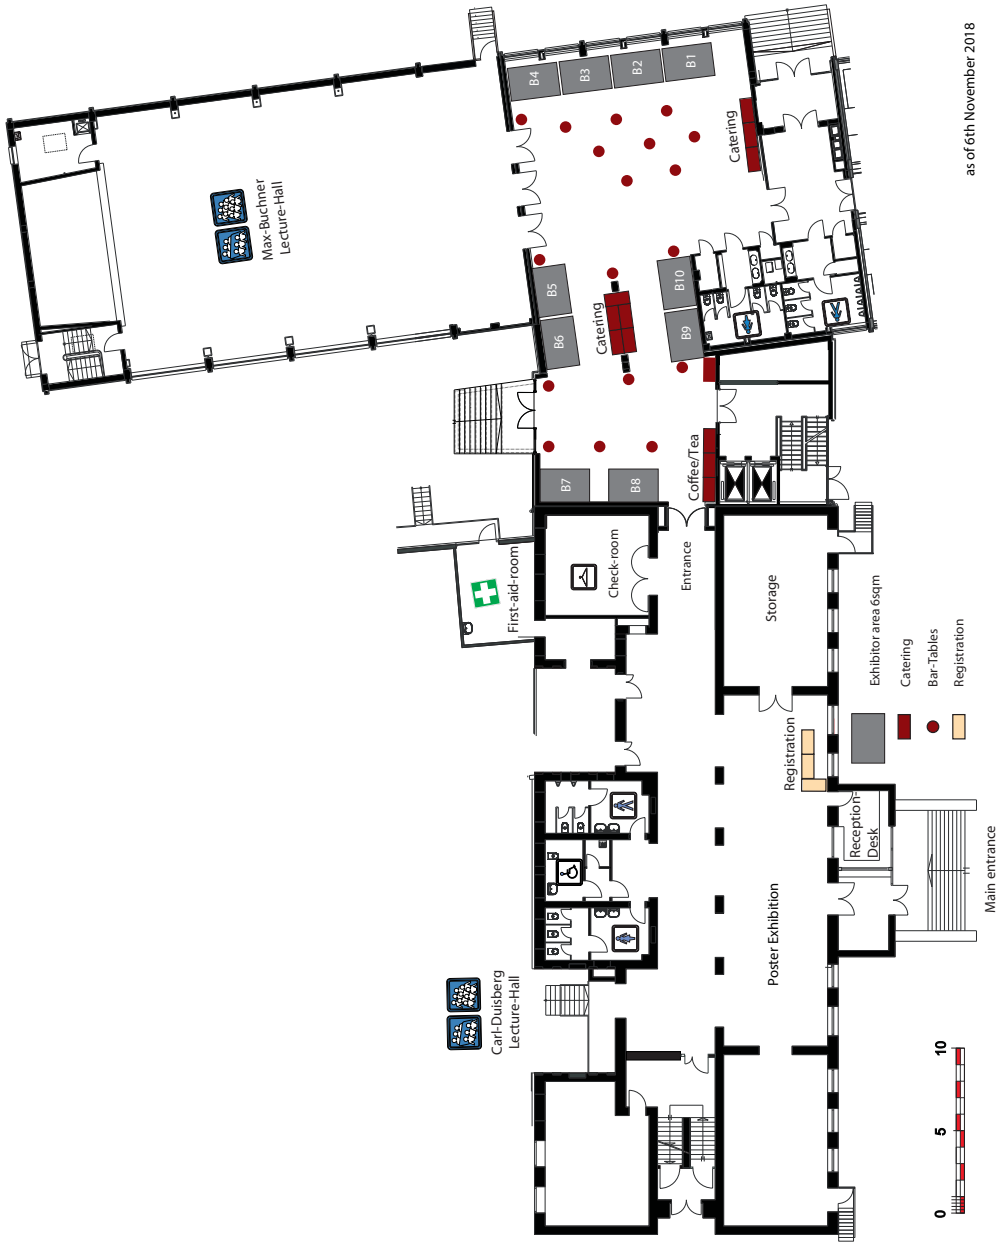 as of 6th November 2018
B4
B3
B2
B1
Catering
Max-Buchner
Lecture-Hall
B5
B6
Catering
B10
B9
B7
B8
Coffee/Tea
First-aid-room
Check-room
Entrance
Storage
Registration
Reception-
Desk
Main entrance
Poster Exhibition
Carl-Duisberg
Lecture-Hall
Exhibitor area 6sqm
Catering
Bar-Tables
Registration
0
5
10